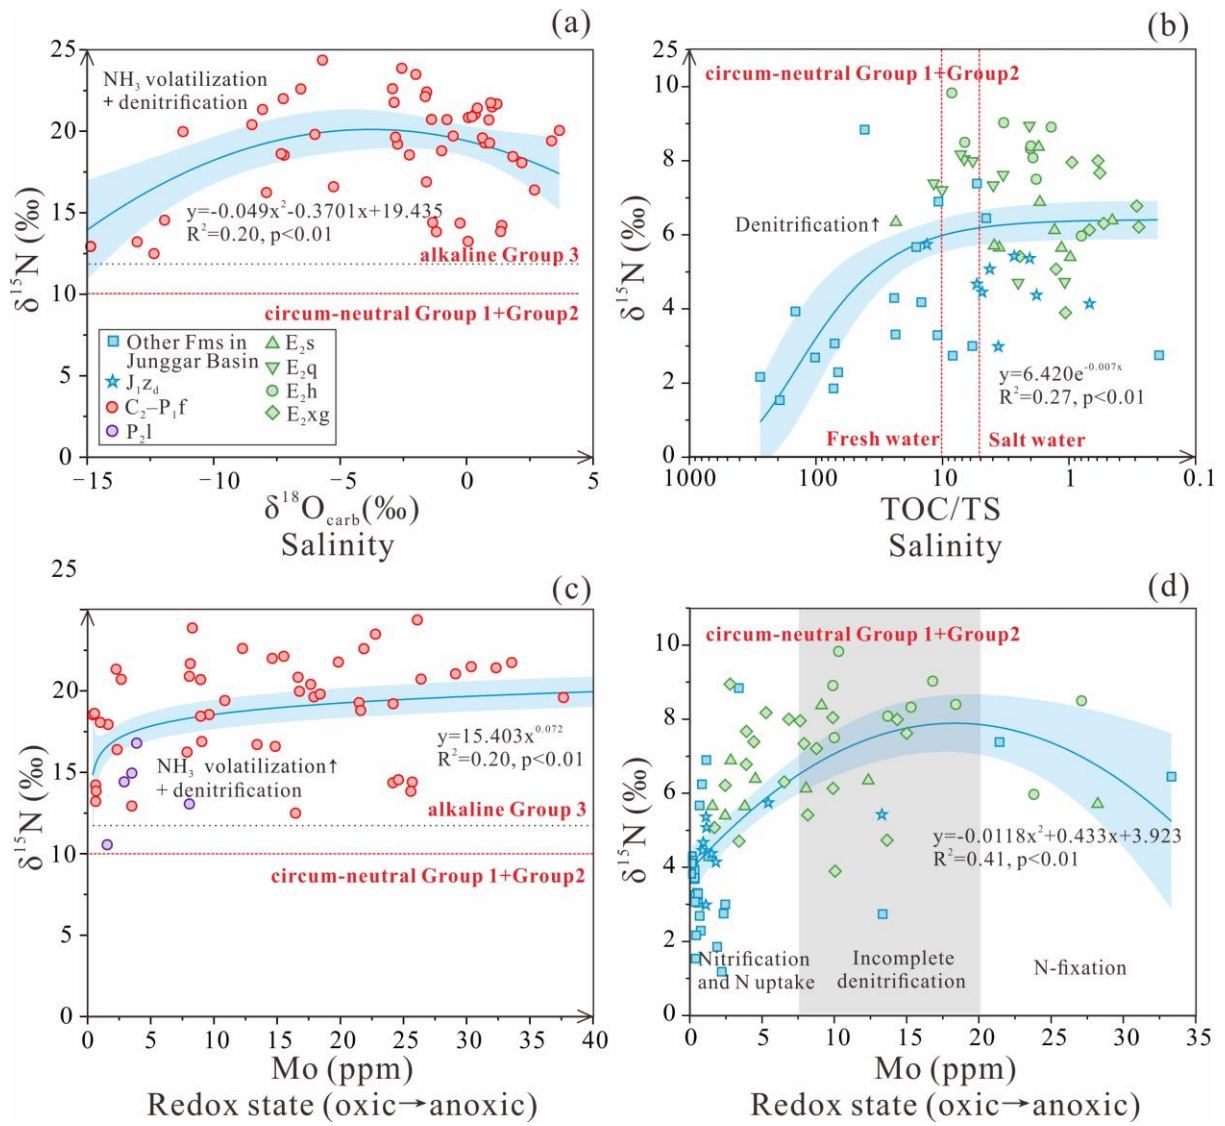 (a)
25
20
15
10
5
0
δ¹⁵N (‰)
NH₃ volatilization
+ denitrification
y=-0.049x²-0.3701x+19.435
R²=0.20, p<0.01
alkaline Group 3
circum-neutral Group 1+Group2
Other Fms in
Junggar Basin
J₁z_d
C₂–P₁f
P₂l
E₂s
E₂q
E₂h
E₂xg
−15
−10
−5
0
5
δ¹⁸O_carb(‰)
Salinity
(b)
25
10
8
6
4
2
0
δ¹⁵N (‰)
circum-neutral Group 1+Group2
Denitrification↑
y=6.420e^-0.007x
R²=0.27, p<0.01
Fresh water
Salt water
1000
100
10
1
0.1
TOC/TS
Salinity
(c)
25
20
15
10
5
0
δ¹⁵N (‰)
y=15.403x^0.072
R²=0.20, p<0.01
NH₃ volatilization↑
+ denitrification
alkaline Group 3
circum-neutral Group 1+Group2
0 5 10 15 20 25 30 35 40
Mo (ppm)
Redox state (oxic→anoxic)
(d)
10
8
6
4
2
0
δ¹⁵N (‰)
circum-neutral Group 1+Group2
y=-0.0118x²+0.433x+3.923
R²=0.41, p<0.01
Nitrification
and N uptake
Incomplete
denitrification
N-fixation
0 5 10 15 20 25 30 35
Mo (ppm)
Redox state (oxic→anoxic)